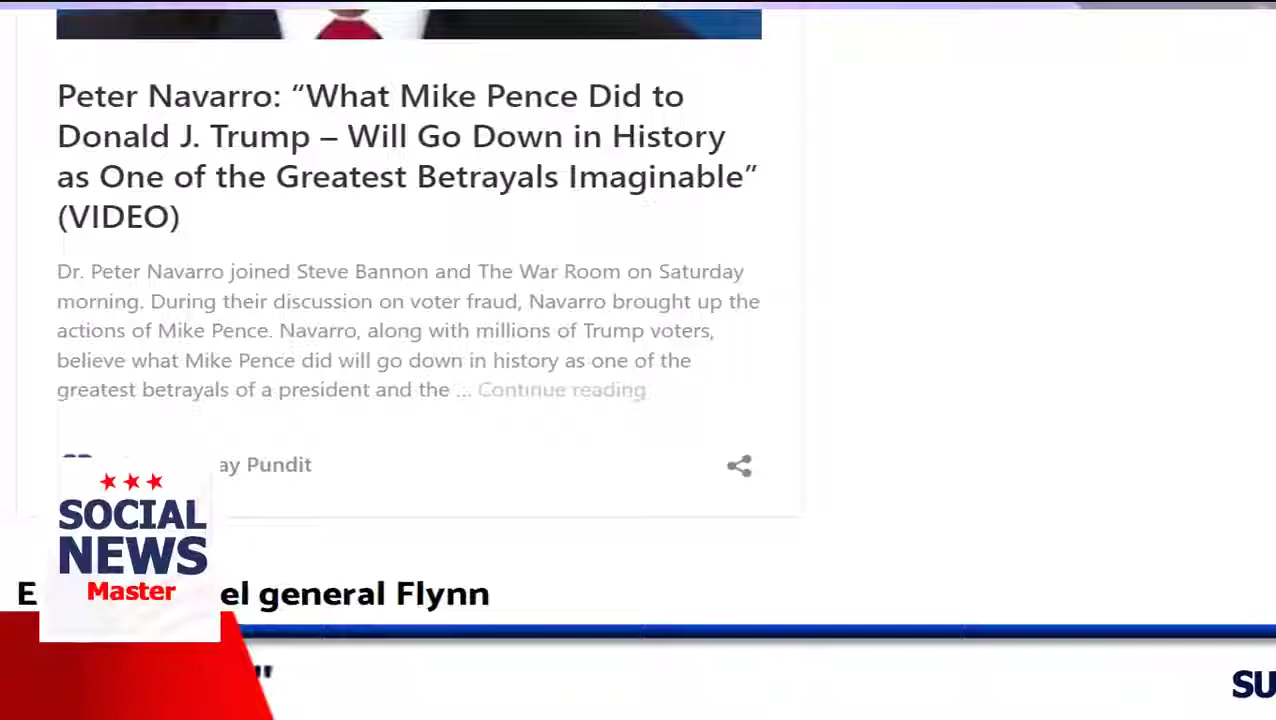 Peter Navarro: “What Mike Pence Did to
Donald J. Trump – Will Go Down in History
as One of the Greatest Betrayals Imaginable”
(VIDEO)
Dr. Peter Navarro joined Steve Bannon and The War Room on Saturday
morning. During their discussion on voter fraud, Navarro brought up the
actions of Mike Pence. Navarro, along with millions of Trump voters,
believe what Mike Pence did will go down in history as one of the
greatest betrayals of a president and the ... Continue reading
ay Pundit
SOCIAL
NEWS
Master
E
el general Flynn
"
SU